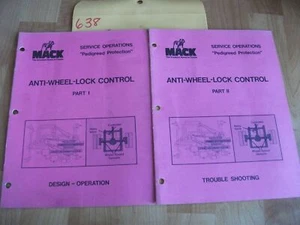 638
MACK
SERVICE OPERATIONS
"Pedigreed Protection"
ANTI-WHEEL-LOCK CONTROL
PART I
DESIGN - OPERATION
MACK
SERVICE OPERATIONS
"Pedigreed Protection"
ANTI-WHEEL-LOCK CONTROL
PART II
TROUBLE SHOOTING